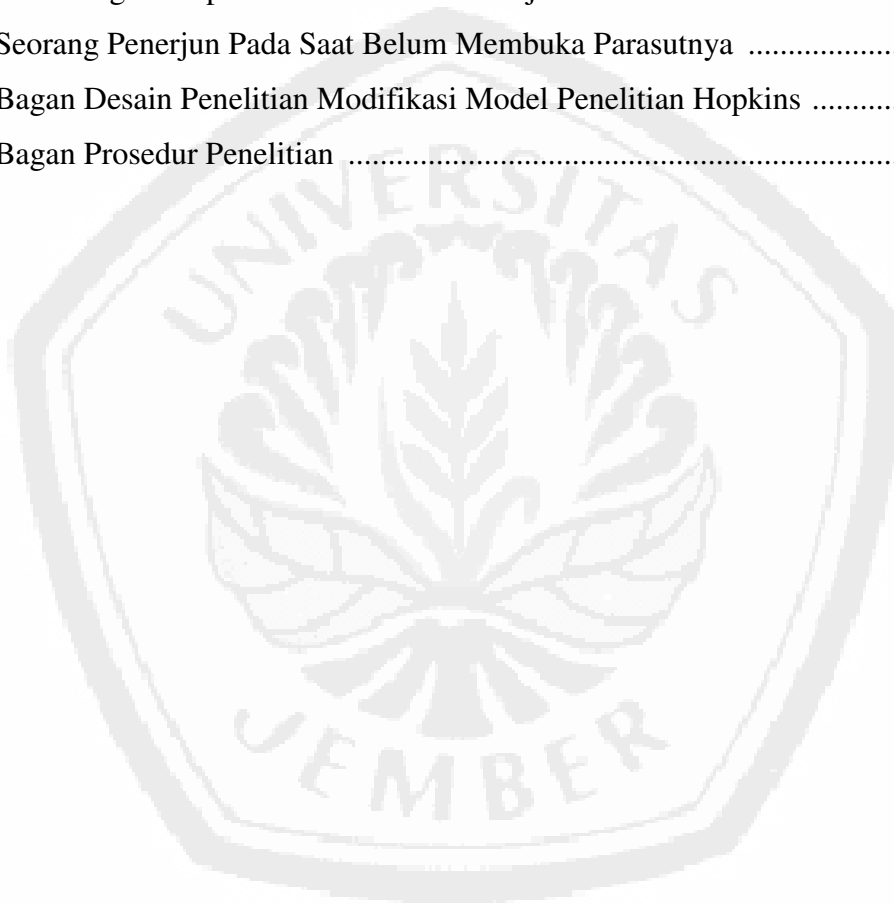 Seorang Penerjun Pada Saat Belum Membuka Parasutnya ..................
Bagan Desain Penelitian Modifikasi Model Penelitian Hopkins ..........
Bagan Prosedur Penelitian .....................................................................
UNIVERSITAS
JEMBER